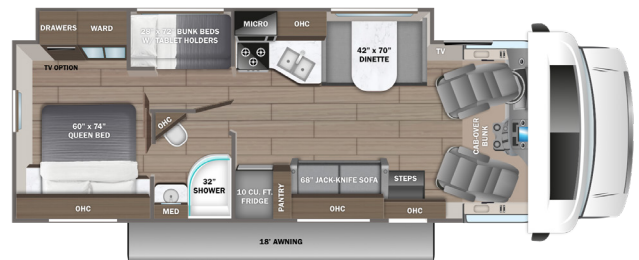 DRAWERS
WARD
28" x 72" BUNK BEDS
W/ TABLET HOLDERS
MICRO
OHC
42" x 70"
DINETTE
TV
TV OPTION
60" x 74"
QUEEN BED
OHC
CAB-OVER
BUNK
32"
SHOWER
10 CU. FT.
FRIDGE
PANTRY
68" JACK-KNIFE SOFA
STEPS
OHC
MED
OHC
OHC
18' AWNING